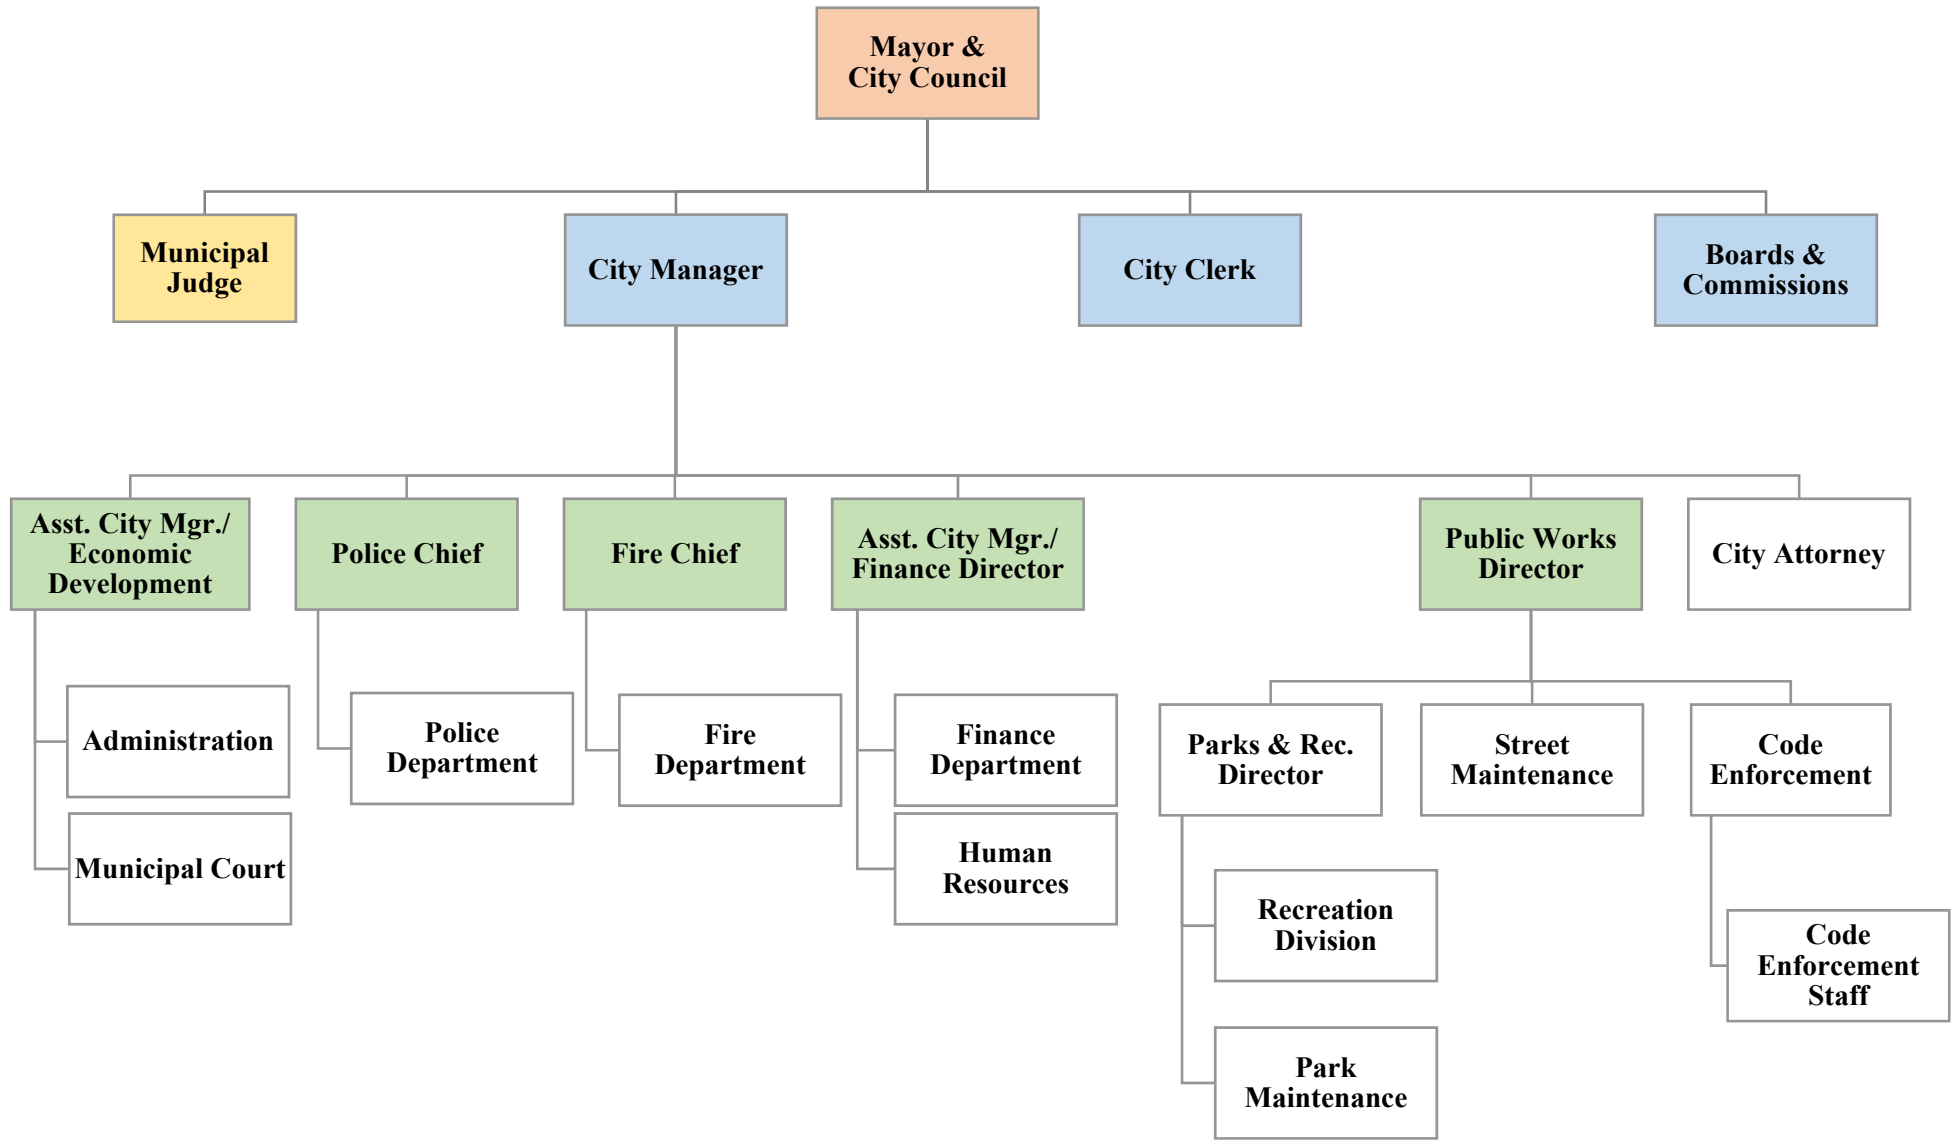 Mayor &
City Council
Municipal
Judge
City Manager
City Clerk
Boards &
Commissions
Asst. City Mgr./
Economic
Development
Police Chief
Fire Chief
Asst. City Mgr./
Finance Director
Public Works
Director
City Attorney
Administration
Municipal Court
Police
Department
Fire
Department
Finance
Department
Human
Resources
Parks & Rec.
Director
Street
Maintenance
Code
Enforcement
Recreation
Division
Park
Maintenance
Code
Enforcement
Staff